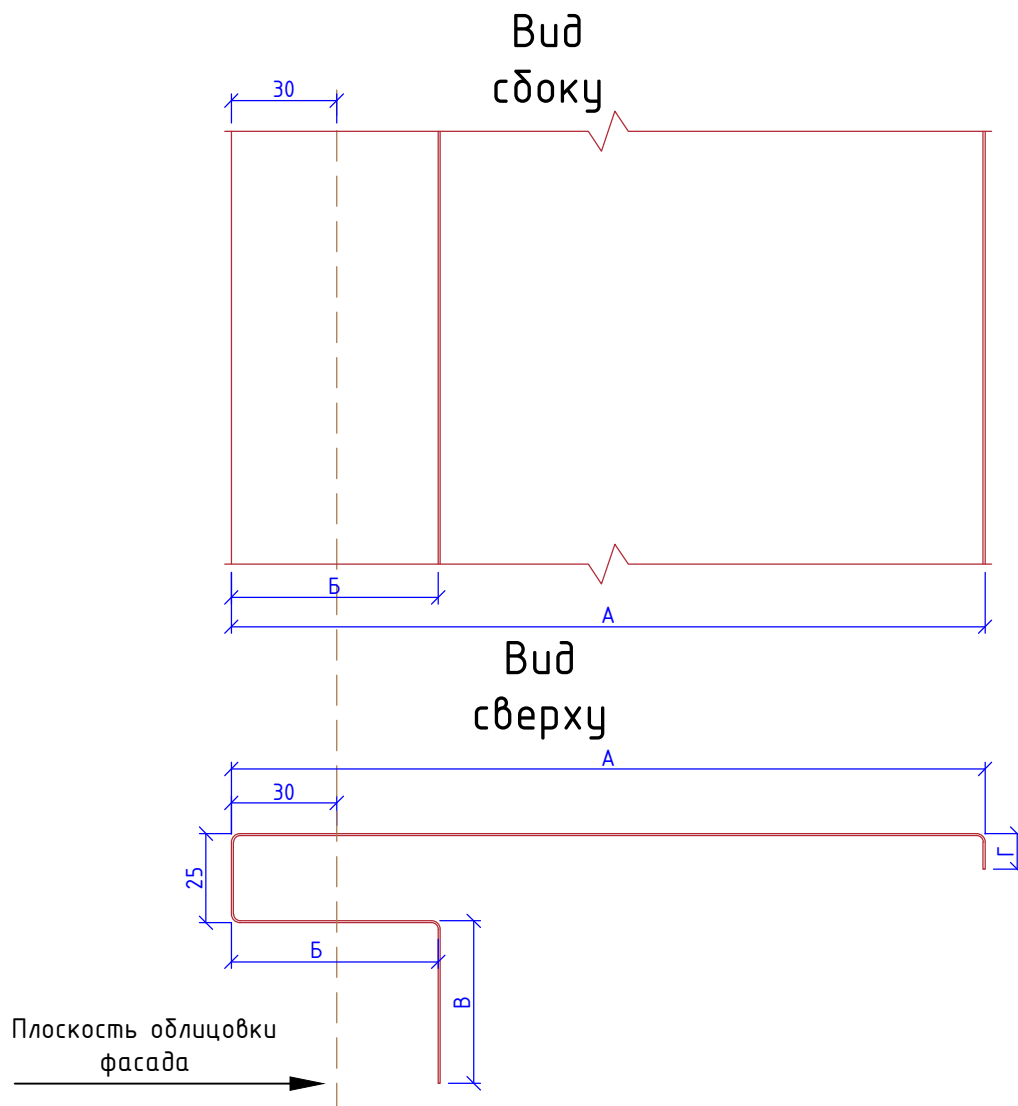 Вид
сбоку
30
Б
А
Вид
сверху
А
30
25
Г
Б
В
Плоскость облицовки
фасада